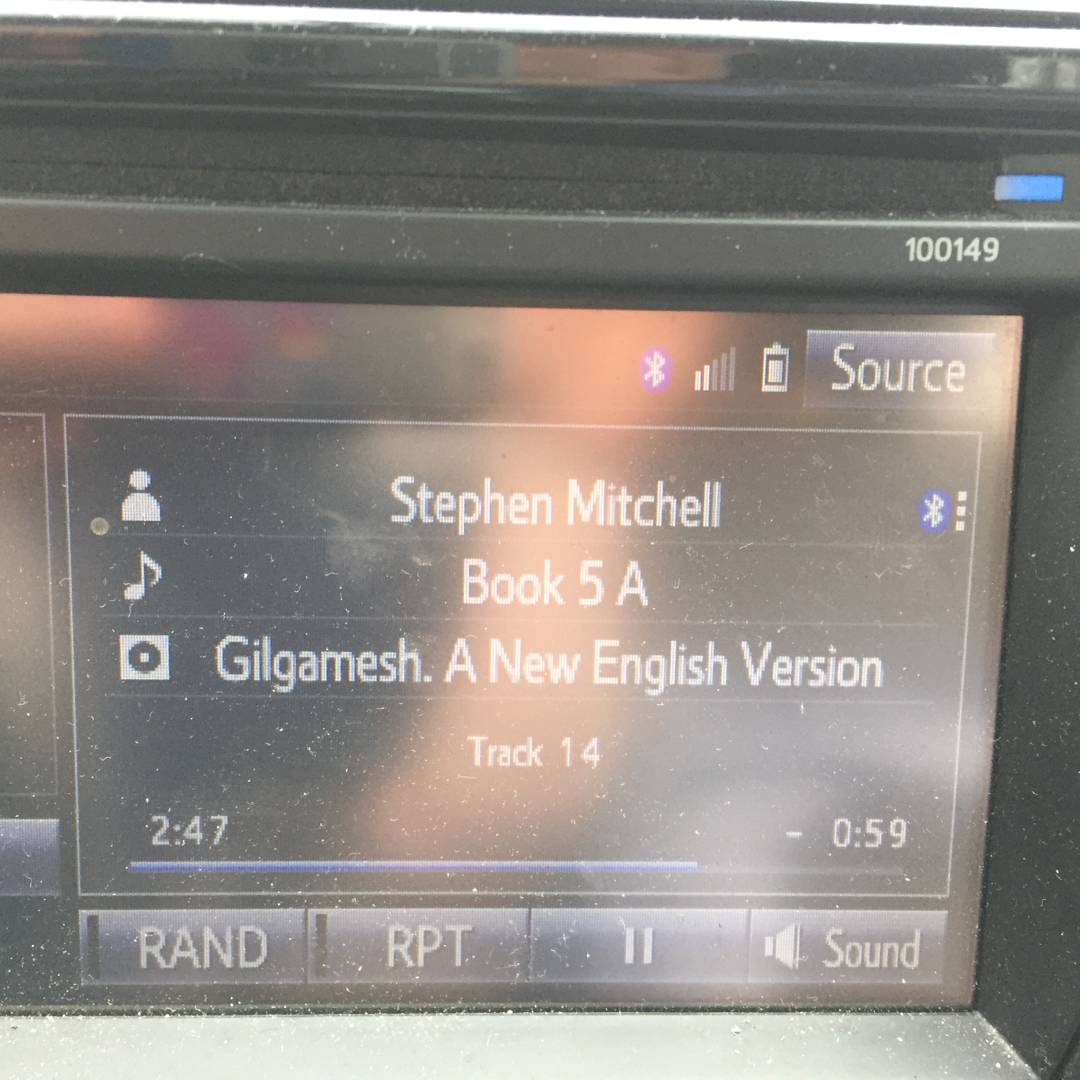 100149
Source
Stephen Mitchell
Book 5 A
Gilgamesh. A New English Version
Track 14
2:47 - 0:59
RAND RPT Sound